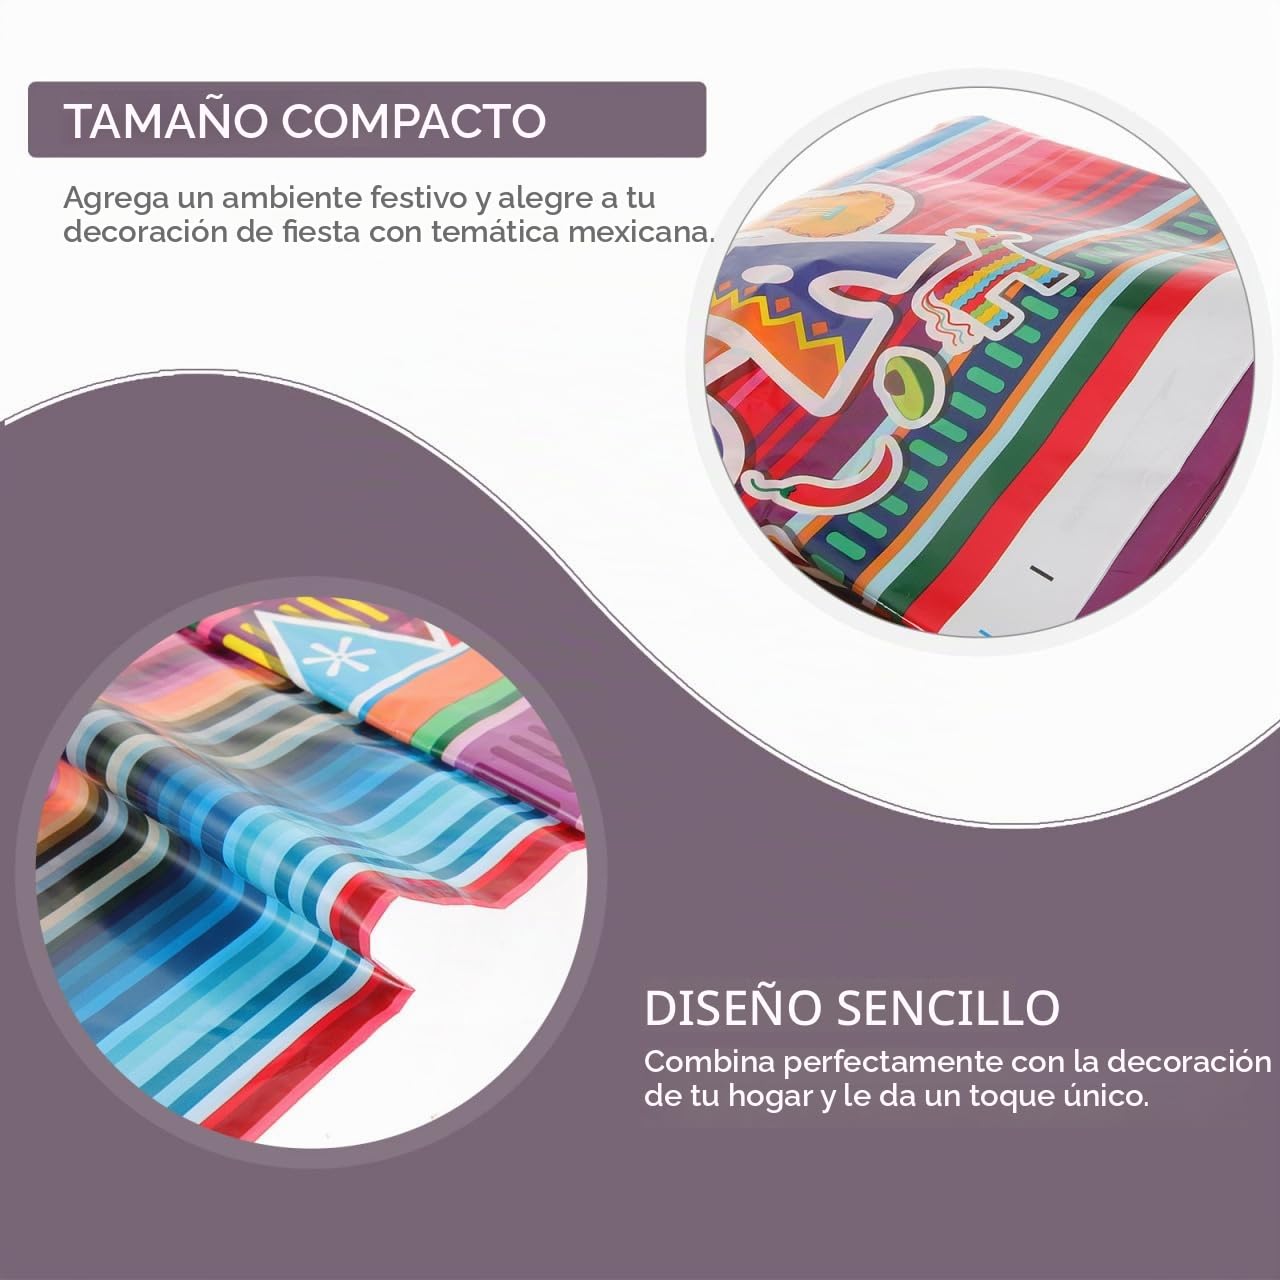 TAMAÑO COMPACTO
Agrega un ambiente festivo y alegre a tu
decoración de fiesta con temática mexicana.
DISEÑO SENCILLO
Combina perfectamente con la decoración
de tu hogar y le da un toque único.